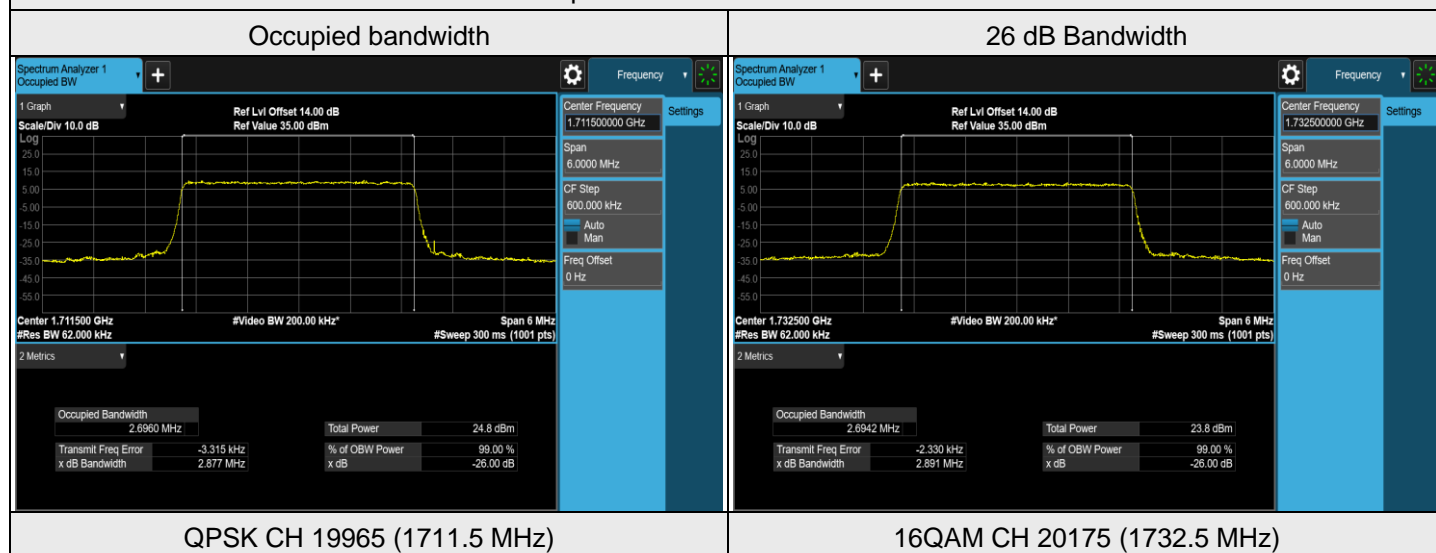 Occupied bandwidth
26 dB Bandwidth
Spectrum Analyzer 1
Occupied BW
+
Frequency
1 Graph
Scale/Div 10.0 dB
Ref Lvl Offset 14.00 dB
Ref Value 35.00 dBm
Log
25.0
15.0
5.00
-5.00
-15.0
-25.0
-35.0
-45.0
-55.0
Center 1.711500 GHz
#Res BW 62.000 kHz
#Video BW 200.00 kHz*
Span 6 MHz
#Sweep 300 ms (1001 pts)
Center Frequency
1.711500000 GHz
Settings
Span
6.0000 MHz
CF Step
600.000 kHz
Auto
Man
Freq Offset
0 Hz
2 Metrics
Occupied Bandwidth
2.6960 MHz
Total Power 24.8 dBm
Transmit Freq Error -3.315 kHz % of OBW Power 99.00 %
x dB Bandwidth 2.877 MHz x dB -26.00 dB
Spectrum Analyzer 1
Occupied BW
+
Frequency
1 Graph
Scale/Div 10.0 dB
Ref Lvl Offset 14.00 dB
Ref Value 35.00 dBm
Log
25.0
15.0
5.00
-5.00
-15.0
-25.0
-35.0
-45.0
-55.0
Center 1.732500 GHz
#Res BW 62.000 kHz
#Video BW 200.00 kHz*
Span 6 MHz
#Sweep 300 ms (1001 pts)
Center Frequency
1.732500000 GHz
Settings
Span
6.0000 MHz
CF Step
600.000 kHz
Auto
Man
Freq Offset
0 Hz
2 Metrics
Occupied Bandwidth
2.6942 MHz
Total Power 23.8 dBm
Transmit Freq Error -2.330 kHz % of OBW Power 99.00 %
x dB Bandwidth 2.891 MHz x dB -26.00 dB
QPSK CH 19965 (1711.5 MHz)
16QAM CH 20175 (1732.5 MHz)